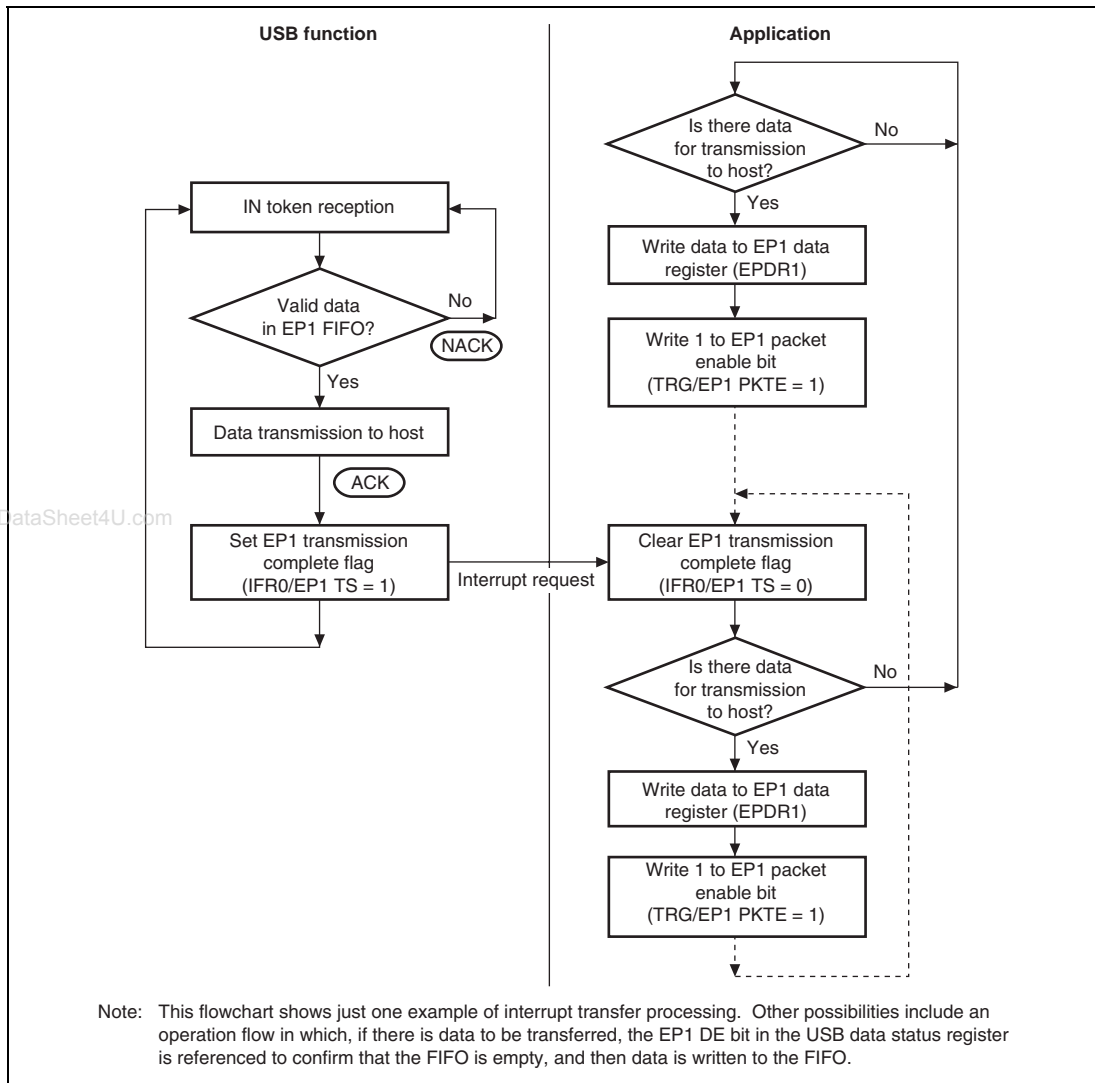 USB function
Application
Is there data
for transmission
to host?
No
Yes
IN token reception
Write data to EP1 data
register (EPDR1)
Valid data
in EP1 FIFO?
No
NACK
Yes
Write 1 to EP1 packet
enable bit
(TRG/EP1 PKTE = 1)
Data transmission to host
ACK
DataSheet4U.com
Set EP1 transmission
complete flag
(IFR0/EP1 TS = 1)
Interrupt request
Clear EP1 transmission
complete flag
(IFR0/EP1 TS = 0)
Is there data
for transmission
to host?
No
Yes
Write data to EP1 data
register (EPDR1)
Write 1 to EP1 packet
enable bit
(TRG/EP1 PKTE = 1)
Note: This flowchart shows just one example of interrupt transfer processing. Other possibilities include an
operation flow in which, if there is data to be transferred, the EP1 DE bit in the USB data status register
is referenced to confirm that the FIFO is empty, and then data is written to the FIFO.